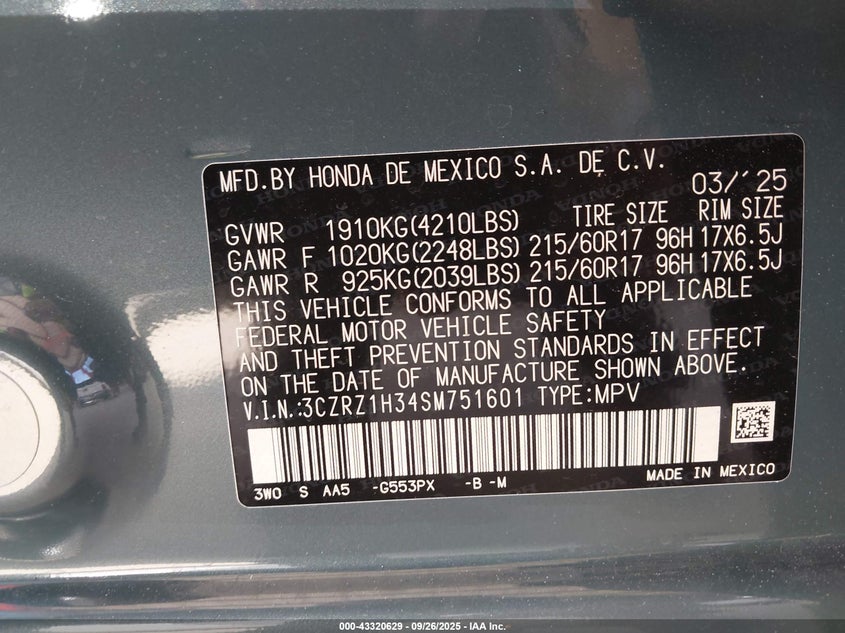 MFD.BY HONDA DE MEXICO S.A. DE C.V.
03/'25
GVWR 1910KG(4210LBS) TIRE SIZE RIM SIZE
GAWR F 1020KG(2248LBS) 215/60R17 96H 17X6.5J
GAWR R 925KG(2039LBS) 215/60R17 96H 17X6.5J
THIS VEHICLE CONFORMS TO ALL APPLICABLE
FEDERAL MOTOR VEHICLE SAFETY
AND THEFT PREVENTION STANDARDS IN EFFECT
ON THE DATE OF MANUFACTURE SHOWN ABOVE.
V.I.N.:3CZRZ1H34SM751601 TYPE:MPV
3W0 S AA5 -G553PX -B -M MADE IN MEXICO
000-43320629 - 09/26/2025 - IAA Inc.